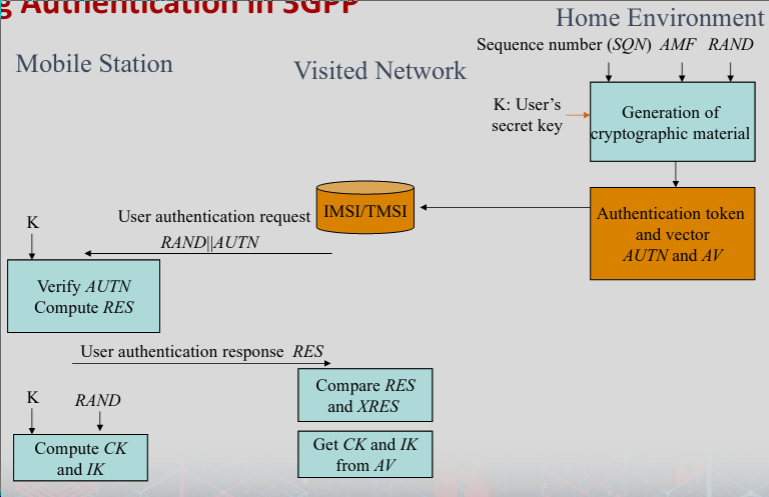 g Authentication in 3GPP
Home Environment
Sequence number (SQN) AMF RAND
Mobile Station
Visited Network
K: User's
secret key
Generation of
cryptographic material
IMSI/TMSI
Authentication token
and vector
AUTN and AV
User authentication request
RAND||AUTN
K
Verify AUTN
Compute RES
User authentication response RES
Compare RES
and XRES
K
RAND
Compute CK
and IK
Get CK and IK
from AV